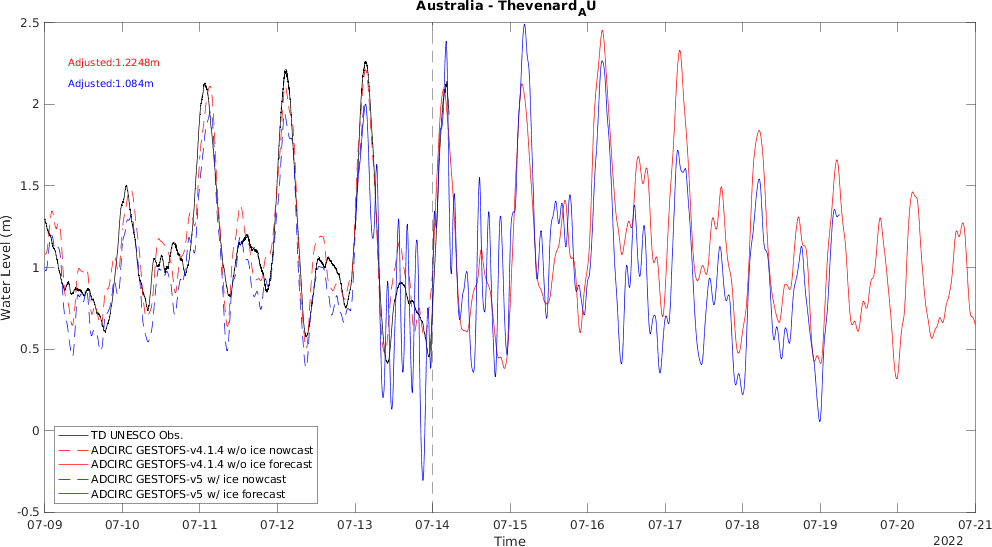 Australia - Thevenard_AU
Adjusted:1.2248m
Adjusted:1.084m
2.5
2
1.5
1
0.5
0
-0.5
Water Level (m)
TD UNESCO Obs.
ADCIRC GESTOFS-v4.1.4 w/o ice nowcast
ADCIRC GESTOFS-v4.1.4 w/o ice forecast
ADCIRC GESTOFS-v5 w/ ice nowcast
ADCIRC GESTOFS-v5 w/ ice forecast
07-09 07-10 07-11 07-12 07-13 07-14 07-15 07-16 07-17 07-18 07-19 07-20 07-21
Time
2022